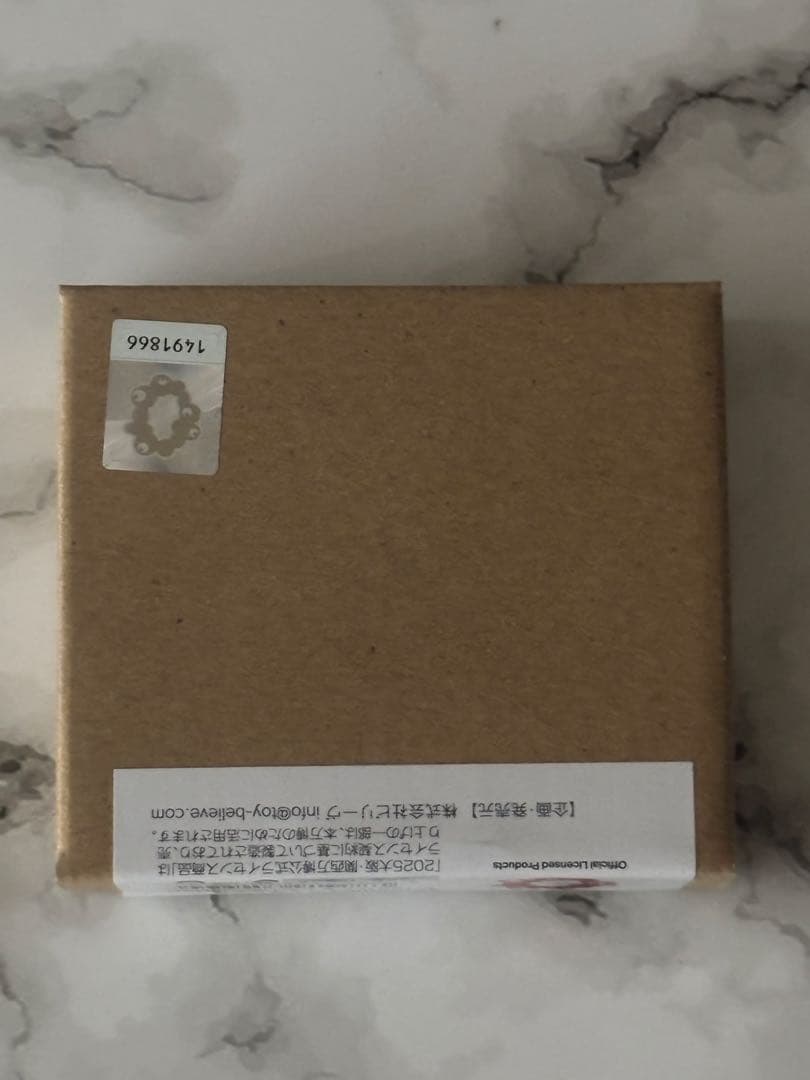 1491866
Official Licensed Products
「2025大阪・関西万博公式ライセンス商品」は
ライセンス契約に基づいて製造されており、売
り上げの一部は、本万博のために活用されます。
【企画・発売元】 株式会社ビリーヴ info@toy-believe.com